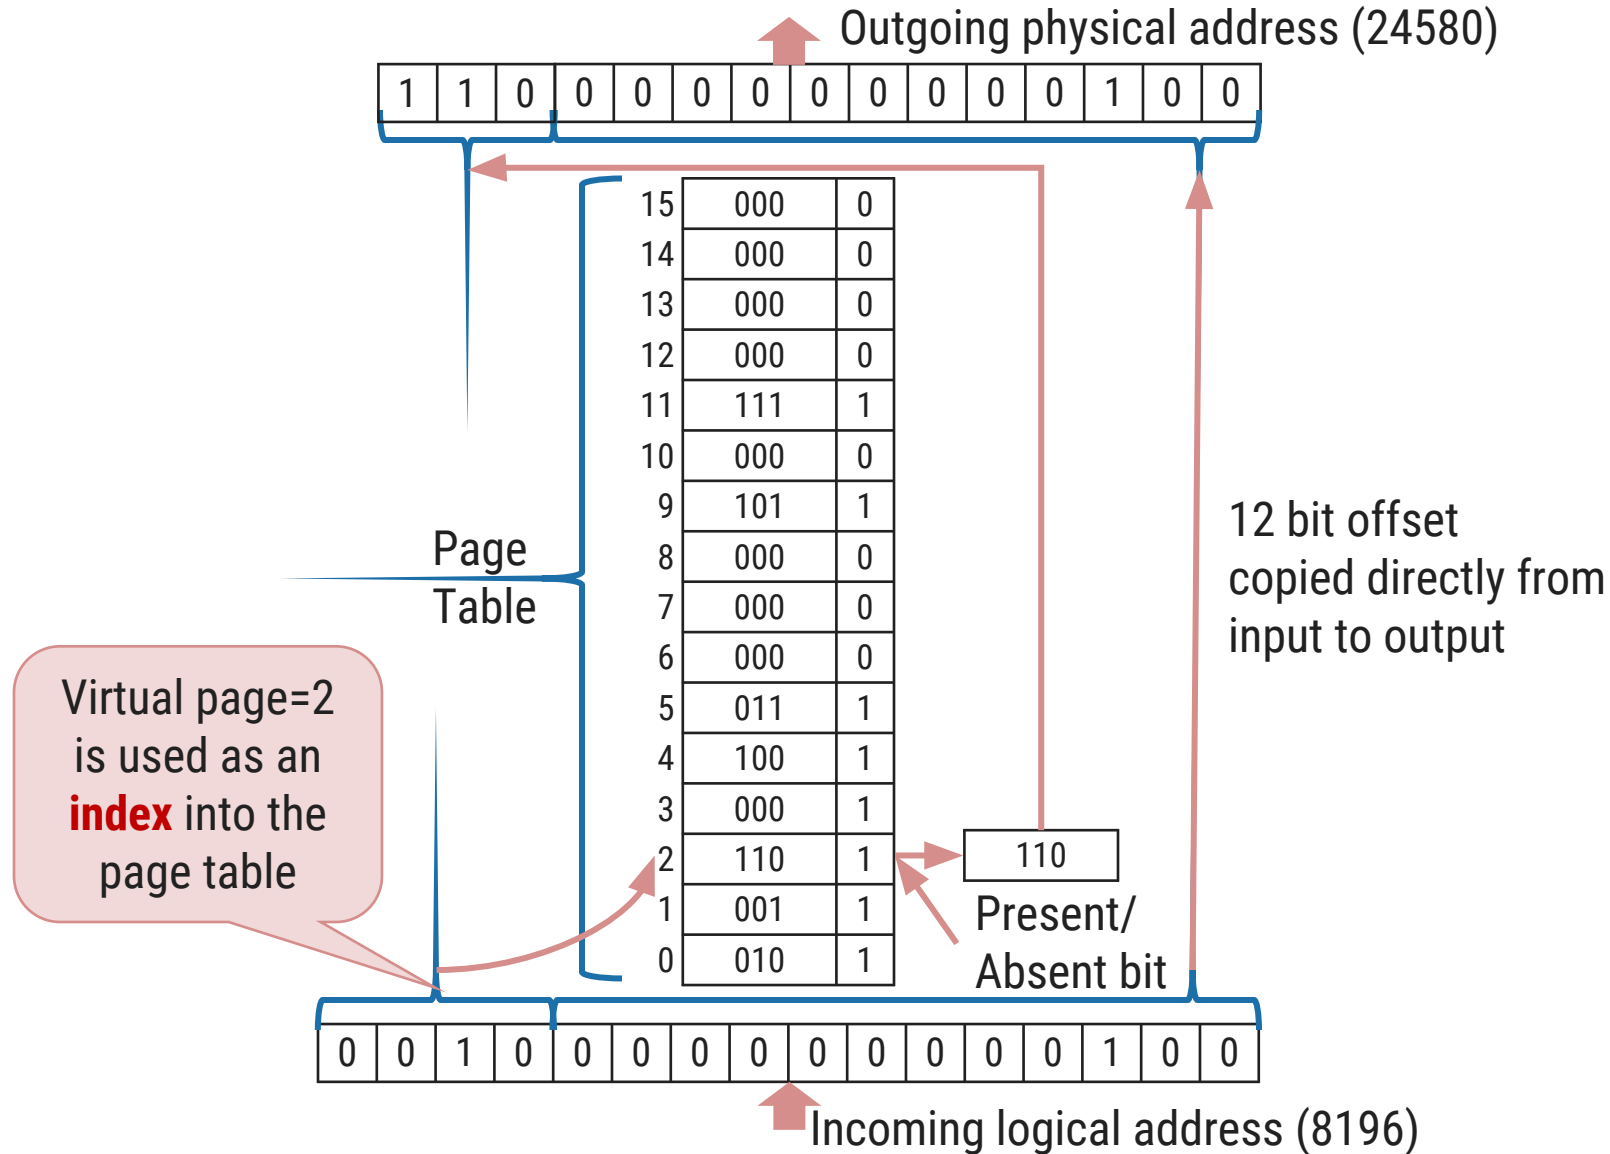 Outgoing physical address (24580)
1 1 0 0 0 0 0 0 0 0 0 0 1 0 0
15 000 0
14 000 0
13 000 0
12 000 0
11 111 1
10 000 0
9 101 1
8 000 0
7 000 0
6 000 0
5 011 1
4 100 1
3 000 1
2 110 1
1 001 1
0 010 1
Page
Table
12 bit offset
copied directly from
input to output
Virtual page=2
is used as an
index into the
page table
110
Present/
Absent bit
0 0 1 0 0 0 0 0 0 0 0 0 0 1 0 0
Incoming logical address (8196)